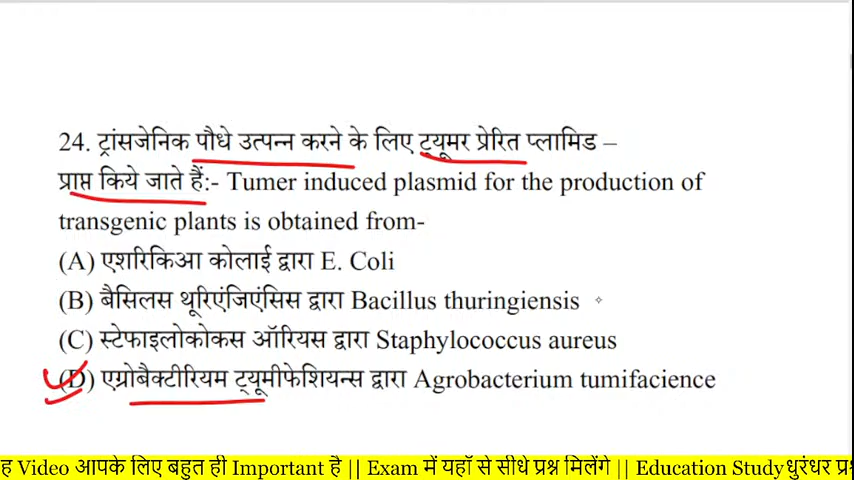 24. ट्रांसजेनिक पौधे उत्पन्न करने के लिए ट्यूमर प्रेरित प्लामिड –
प्राप्त किये जाते हैं:- Tumer induced plasmid for the production of
transgenic plants is obtained from-
(A) एशरिकिआ कोलाई द्वारा E. Coli
(B) बैसिलस थूरिएंजिएंसिस द्वारा Bacillus thuringiensis
(C) स्टेफाइलोकोकस ऑरियस द्वारा Staphylococcus aureus
(D) एग्रोबैक्टीरियम ट्यूमीफेशियन्स द्वारा Agrobacterium tumifacience
ह Video आपके लिए बहुत ही Important है || Exam में यहाँ से सीधे प्रश्न मिलेंगे || Education Study धुरंधर प्रश्